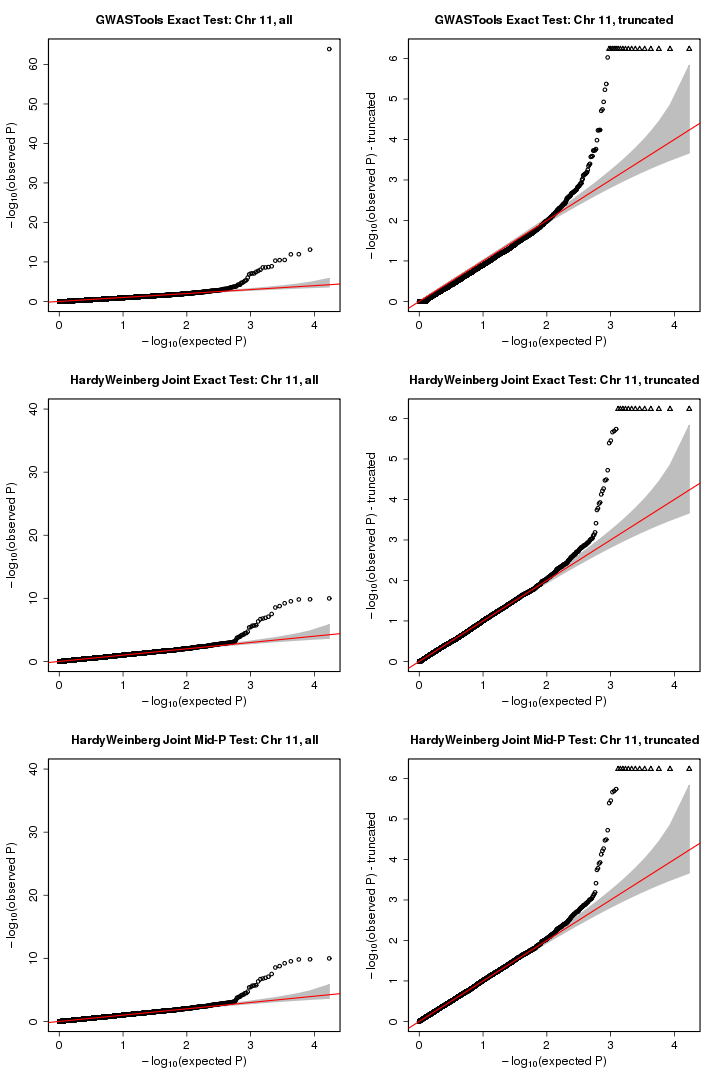 GWASTools Exact Test: Chr 11, all
− log10(observed P)
0 10 20 30 40 50 60
0 1 2 3 4
− log10(expected P)
GWASTools Exact Test: Chr 11, truncated
− log10(observed P) - truncated
0 1 2 3 4 5 6
0 1 2 3 4
− log10(expected P)
HardyWeinberg Joint Exact Test: Chr 11, all
− log10(observed P)
0 10 20 30 40
0 1 2 3 4
− log10(expected P)
HardyWeinberg Joint Exact Test: Chr 11, truncated
− log10(observed P) - truncated
0 1 2 3 4 5 6
0 1 2 3 4
− log10(expected P)
HardyWeinberg Joint Mid-P Test: Chr 11, all
− log10(observed P)
0 10 20 30 40
0 1 2 3 4
− log10(expected P)
HardyWeinberg Joint Mid-P Test: Chr 11, truncated
− log10(observed P) - truncated
0 1 2 3 4 5 6
0 1 2 3 4
− log10(expected P)